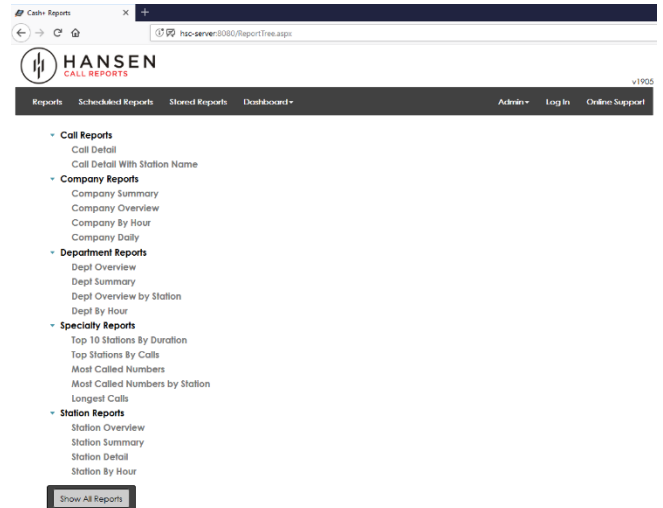 Cash+ Reports
hsc-server:8080/ReportTree.aspx
HANSEN
CALL REPORTS
v1905
Reports Scheduled Reports Stored Reports Dashboard Admin Log In Online Support
Call Reports
Call Detail
Call Detail With Station Name
Company Reports
Company Summary
Company Overview
Company By Hour
Company Daily
Department Reports
Dept Overview
Dept Summary
Dept Overview by Station
Dept By Hour
Specialty Reports
Top 10 Stations By Duration
Top Stations By Calls
Most Called Numbers
Most Called Numbers by Station
Longest Calls
Station Reports
Station Overview
Station Summary
Station Detail
Station By Hour
Show All Reports